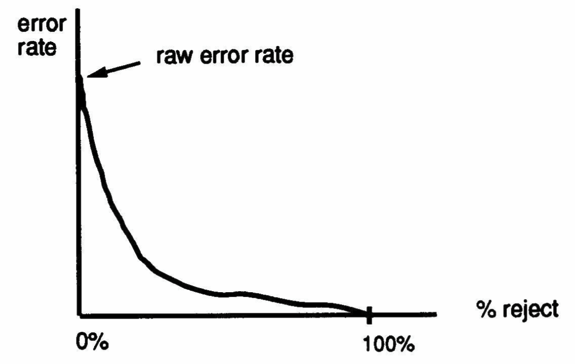 error
rate
raw error rate
% reject
0%
100%